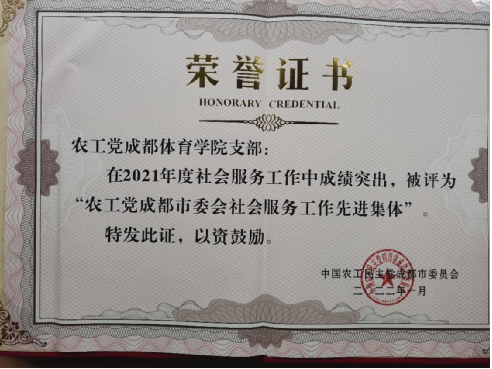 荣誉证书
HONORARY CREDENTIAL
农工党成都体育学院支部：
在2021年度社会服务工作中成绩突出，被评为
“农工党成都市委会社会服务工作先进集体”。
特发此证，以资鼓励。
中国农工民主党成都市委员会
二〇二二年一月